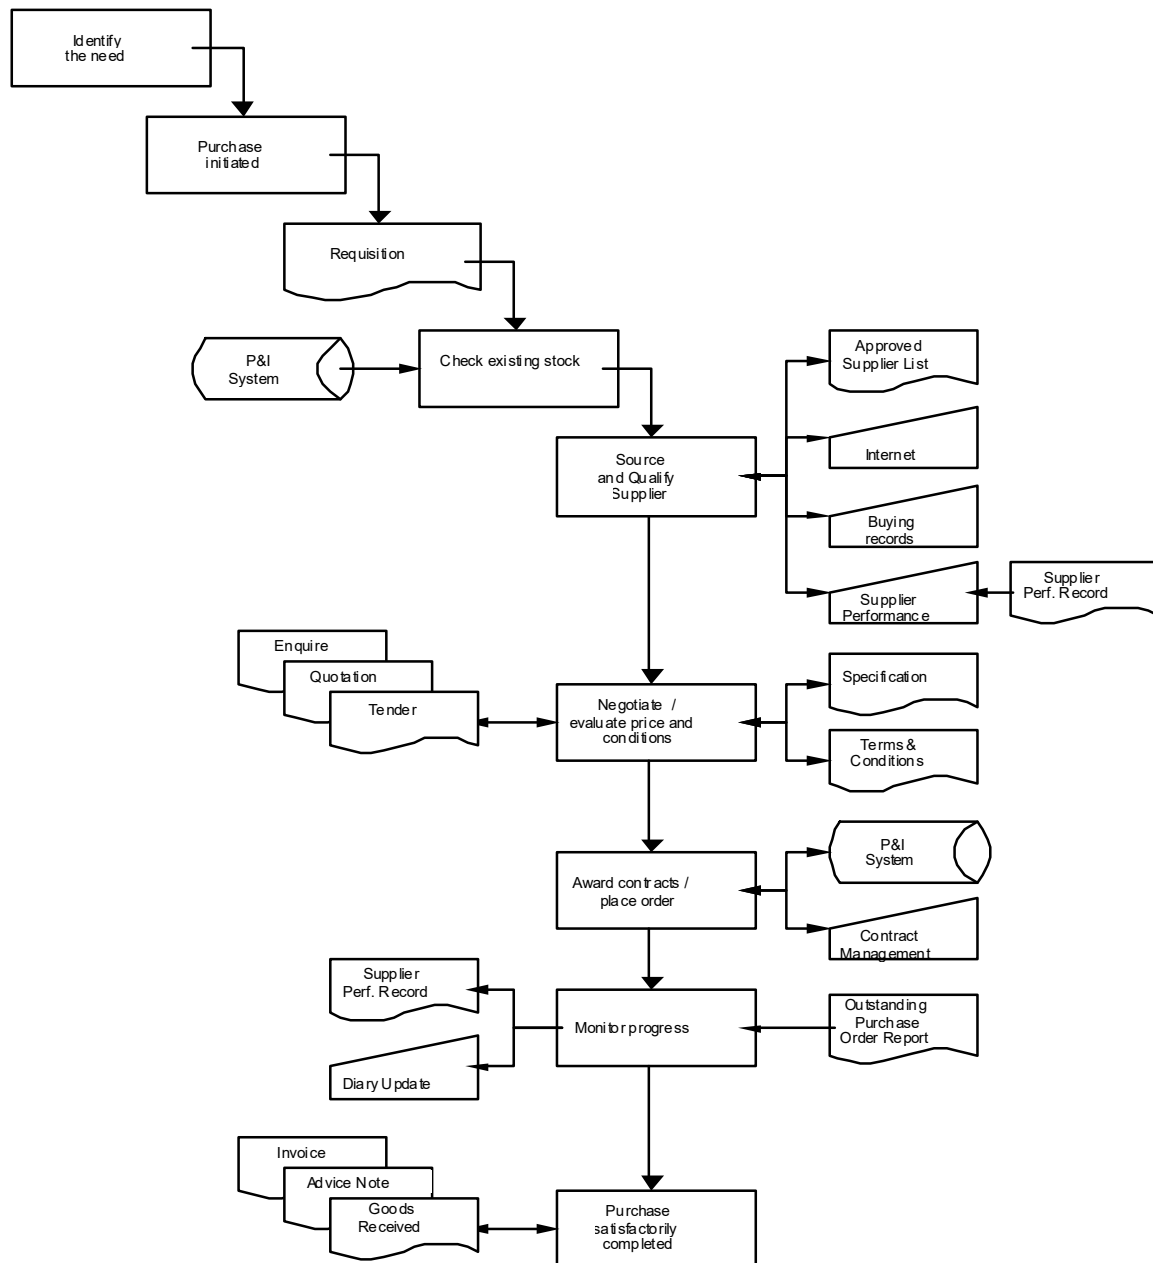 Identify
the need
Purchase
initiated
Requisition
P&I
System
Check existing stock
Approved
Supplier List
Source
and Qualify
Supplier
Internet
Buying
records
Supplier
Performance
Supplier
Perf. Record
Enquire
Quotation
Tender
Negotiate /
evaluate price and
conditions
Specification
Terms &
Conditions
Award contracts /
place order
P&I
System
Contract
Management
Supplier
Perf. Record
Diary Update
Monitor progress
Outstanding
Purchase
Order Report
Invoice
Advice Note
Goods
Received
Purchase
satisfactorily
completed